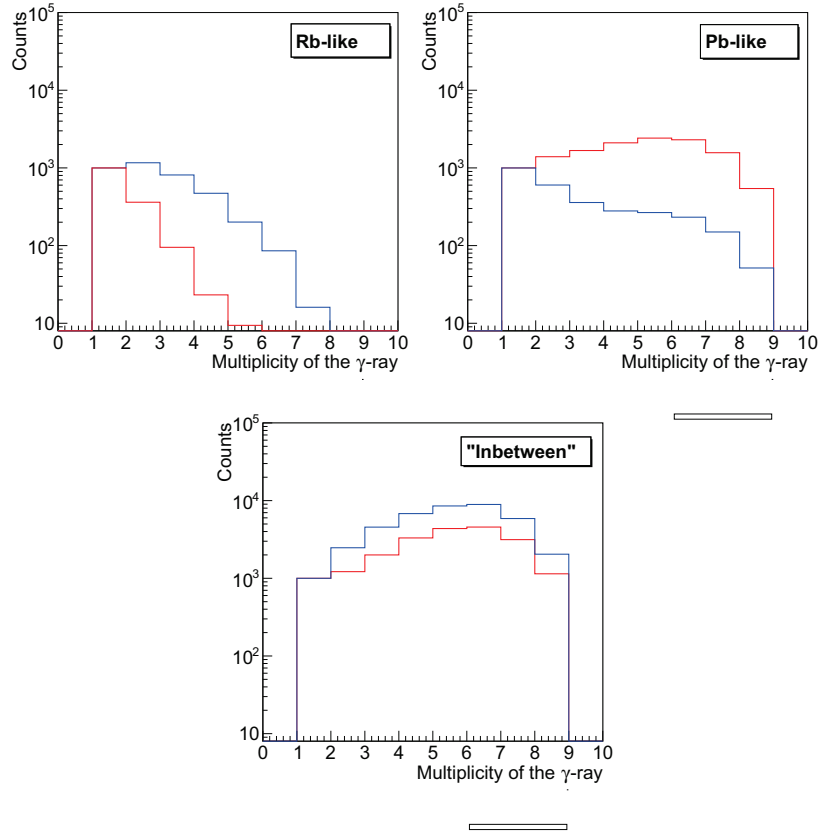 Counts
10^5
10^4
10^3
10^2
10
Rb-like
0 1 2 3 4 5 6 7 8 9 10
Multiplicity of the γ-ray
Counts
10^5
10^4
10^3
10^2
10
Pb-like
0 1 2 3 4 5 6 7 8 9 10
Multiplicity of the γ-ray
Counts
10^5
10^4
10^3
10^2
10
"Inbetween"
0 1 2 3 4 5 6 7 8 9 10
Multiplicity of the γ-ray